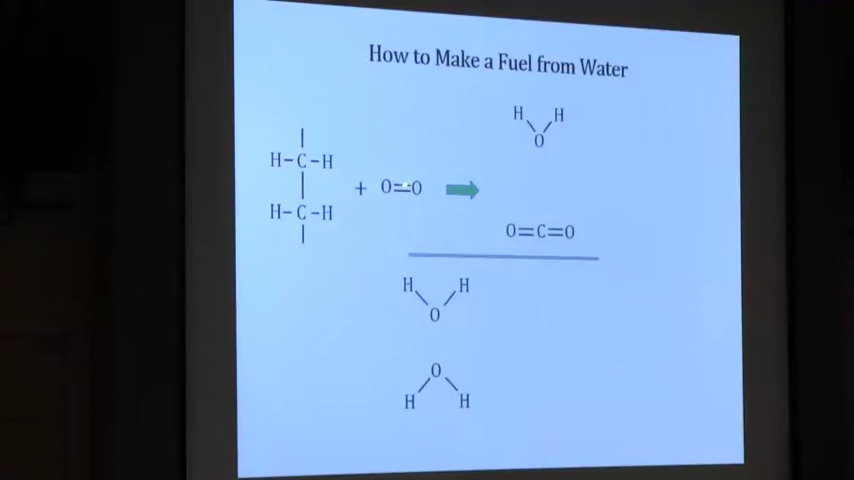 How to Make a Fuel from Water
H H
O
H-C-H
+ O=O
H-C-H
O=C=O
H H
O
O
H H